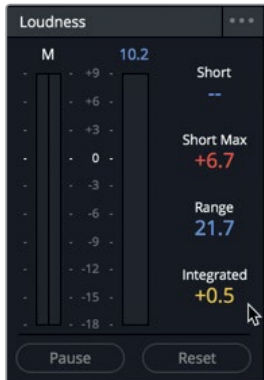 Loudness
M 10.2
+9
+6
+3
0
-3
-6
-9
-12
-15
-18
Short
--
Short Max
+6.7
Range
21.7
Integrated
+0.5
Pause Reset